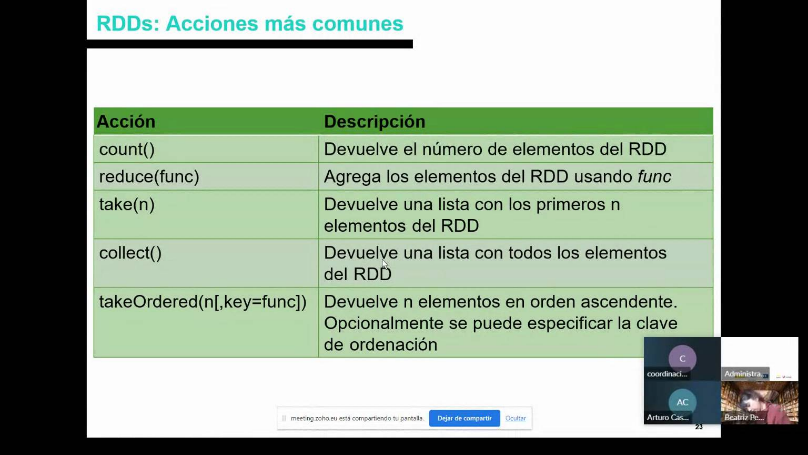 RDDs: Acciones más comunes
Acción Descripción
count() Devuelve el número de elementos del RDD
reduce(func) Agrega los elementos del RDD usando func
take(n) Devuelve una lista con los primeros n
elementos del RDD
collect() Devuelve una lista con todos los elementos
del RDD
takeOrdered(n[,key=func]) Devuelve n elementos en orden ascendente.
Opcionalmente se puede especificar la clave
de ordenación
C
coordinaci... Administra...
AC
Arturo Cas... Beatriz Pe...
meeting.zoho.eu está compartiendo tu pantalla. Dejar de compartir Ocultar
23